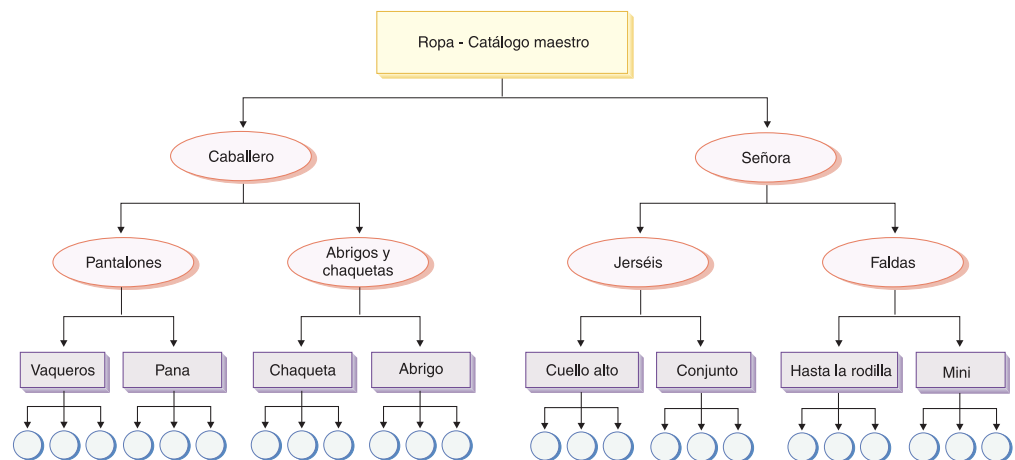 Ropa - Catálogo maestro
Caballero
Señora
Pantalones
Abrigos y
chaquetas
Jerséis
Faldas
Vaqueros
Pana
Chaqueta
Abrigo
Cuello alto
Conjunto
Hasta la rodilla
Mini